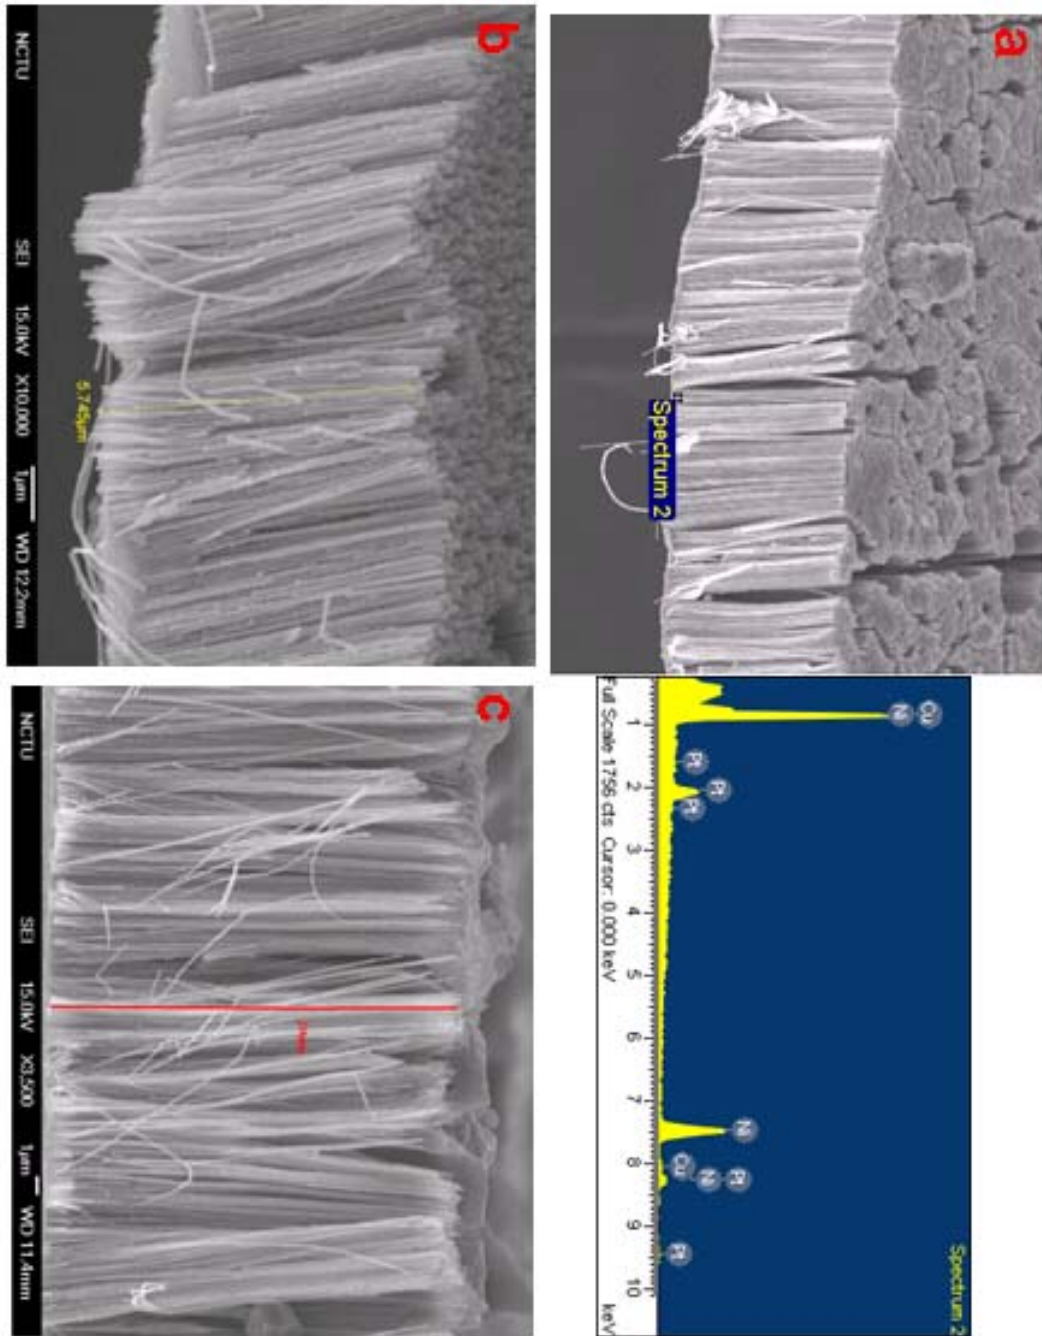 a
Spectrum 2
Spectrum 2
Cu
Ni
Pt
Pt
Pt
Ni
Cu
Ni
Pt
Pt
1 2 3 4 5 6 7 8 9 10
Full Scale 1756 cts Cursor: 0.000 keV keV
b
5.745µm
NCTU SEI 15.0kV X10,000 1µm WD 12.2mm
c
NCTU SEI 15.0kV X3,500 1µm WD 11.4mm